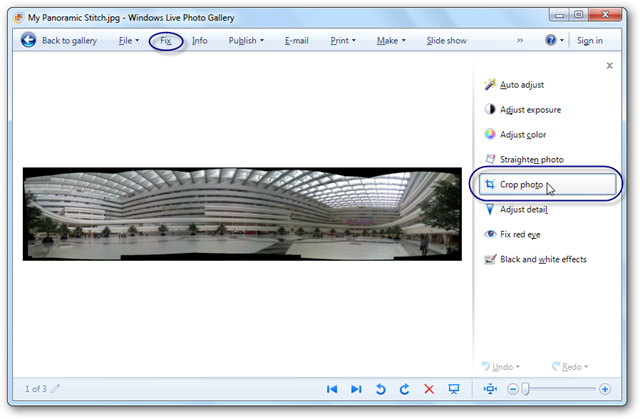 My Panoramic Stitch.jpg - Windows Live Photo Gallery
Back to gallery File Fix Info Publish E-mail Print Make Slide show » ? Sign in
Auto adjust
Adjust exposure
Adjust color
Straighten photo
Crop photo
Adjust detail
Fix red eye
Black and white effects
Undo Redo
1 of 3